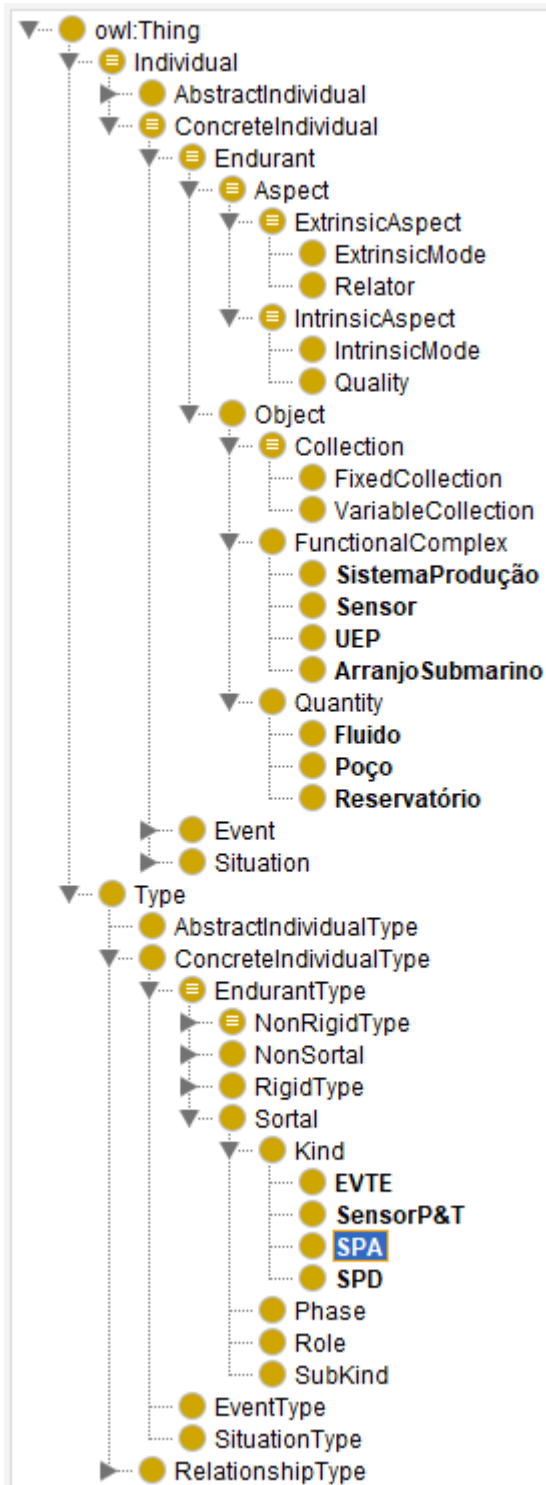 owl:Thing
Individual
AbstractIndividual
ConcreteIndividual
Endurant
Aspect
ExtrinsicAspect
ExtrinsicMode
Relator
IntrinsicAspect
IntrinsicMode
Quality
Object
Collection
FixedCollection
VariableCollection
FunctionalComplex
SistemaProdução
Sensor
UEP
ArranjoSubmarino
Quantity
Fluido
Poço
Reservatório
Event
Situation
Type
AbstractIndividualType
ConcreteIndividualType
EndurantType
NonRigidType
NonSortal
RigidType
Sortal
Kind
EVTE
SensorP&T
SPA
SPD
Phase
Role
SubKind
EventType
SituationType
RelationshipType